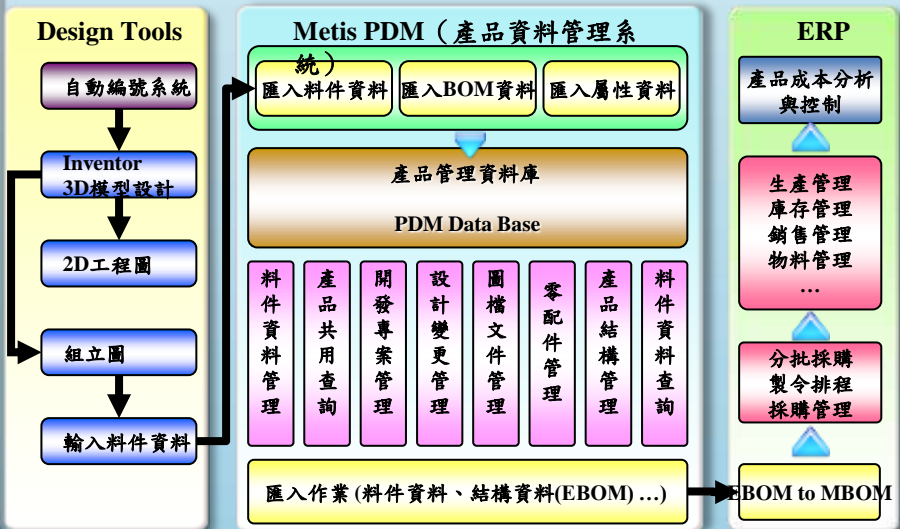 Design Tools
自動編號系統
Inventor
3D模型設計
2D工程圖
組立圖
輸入料件資料
Metis PDM（產品資料管理系
統）
匯入料件資料
匯入BOM資料
匯入屬性資料
產品管理資料庫
PDM Data Base
料件資料管理
產品共用查詢
開發專案管理
設計變更管理
圖檔文件管理
零配件管理
產品結構管理
料件資料查詢
匯入作業 (料件資料、結構資料(EBOM) …)
ERP
產品成本分析
與控制
生產管理
庫存管理
銷售管理
物料管理
…
分批採購
製令排程
採購管理
EBOM to MBOM